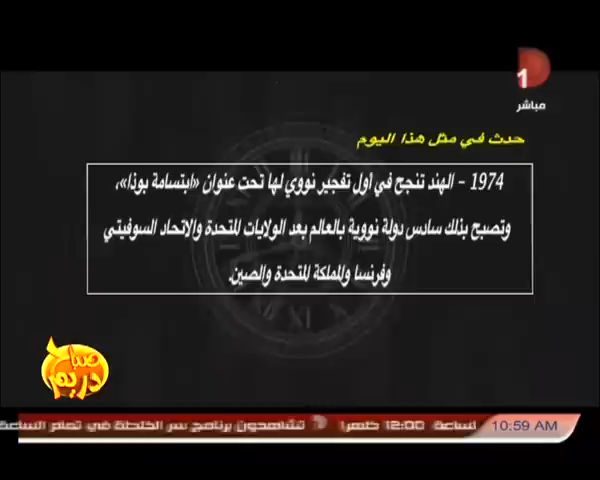 1
مباشر
حدث في مثل هذا اليوم
1974 - الهند تنجح في أول تفجير نووي لها تحت عنوان «ابتسامة بوذا»،
وتصبح بذلك سادس دولة نووية بالعالم بعد الولايات المتحدة والاتحاد السوفيتي
وفرنسا والمملكة المتحدة والصين.
صباح
دريم
لساعة 12:00 ظهرا تشاهدون برنامج سر الخلطة في تمام الساعة
10:59 AM